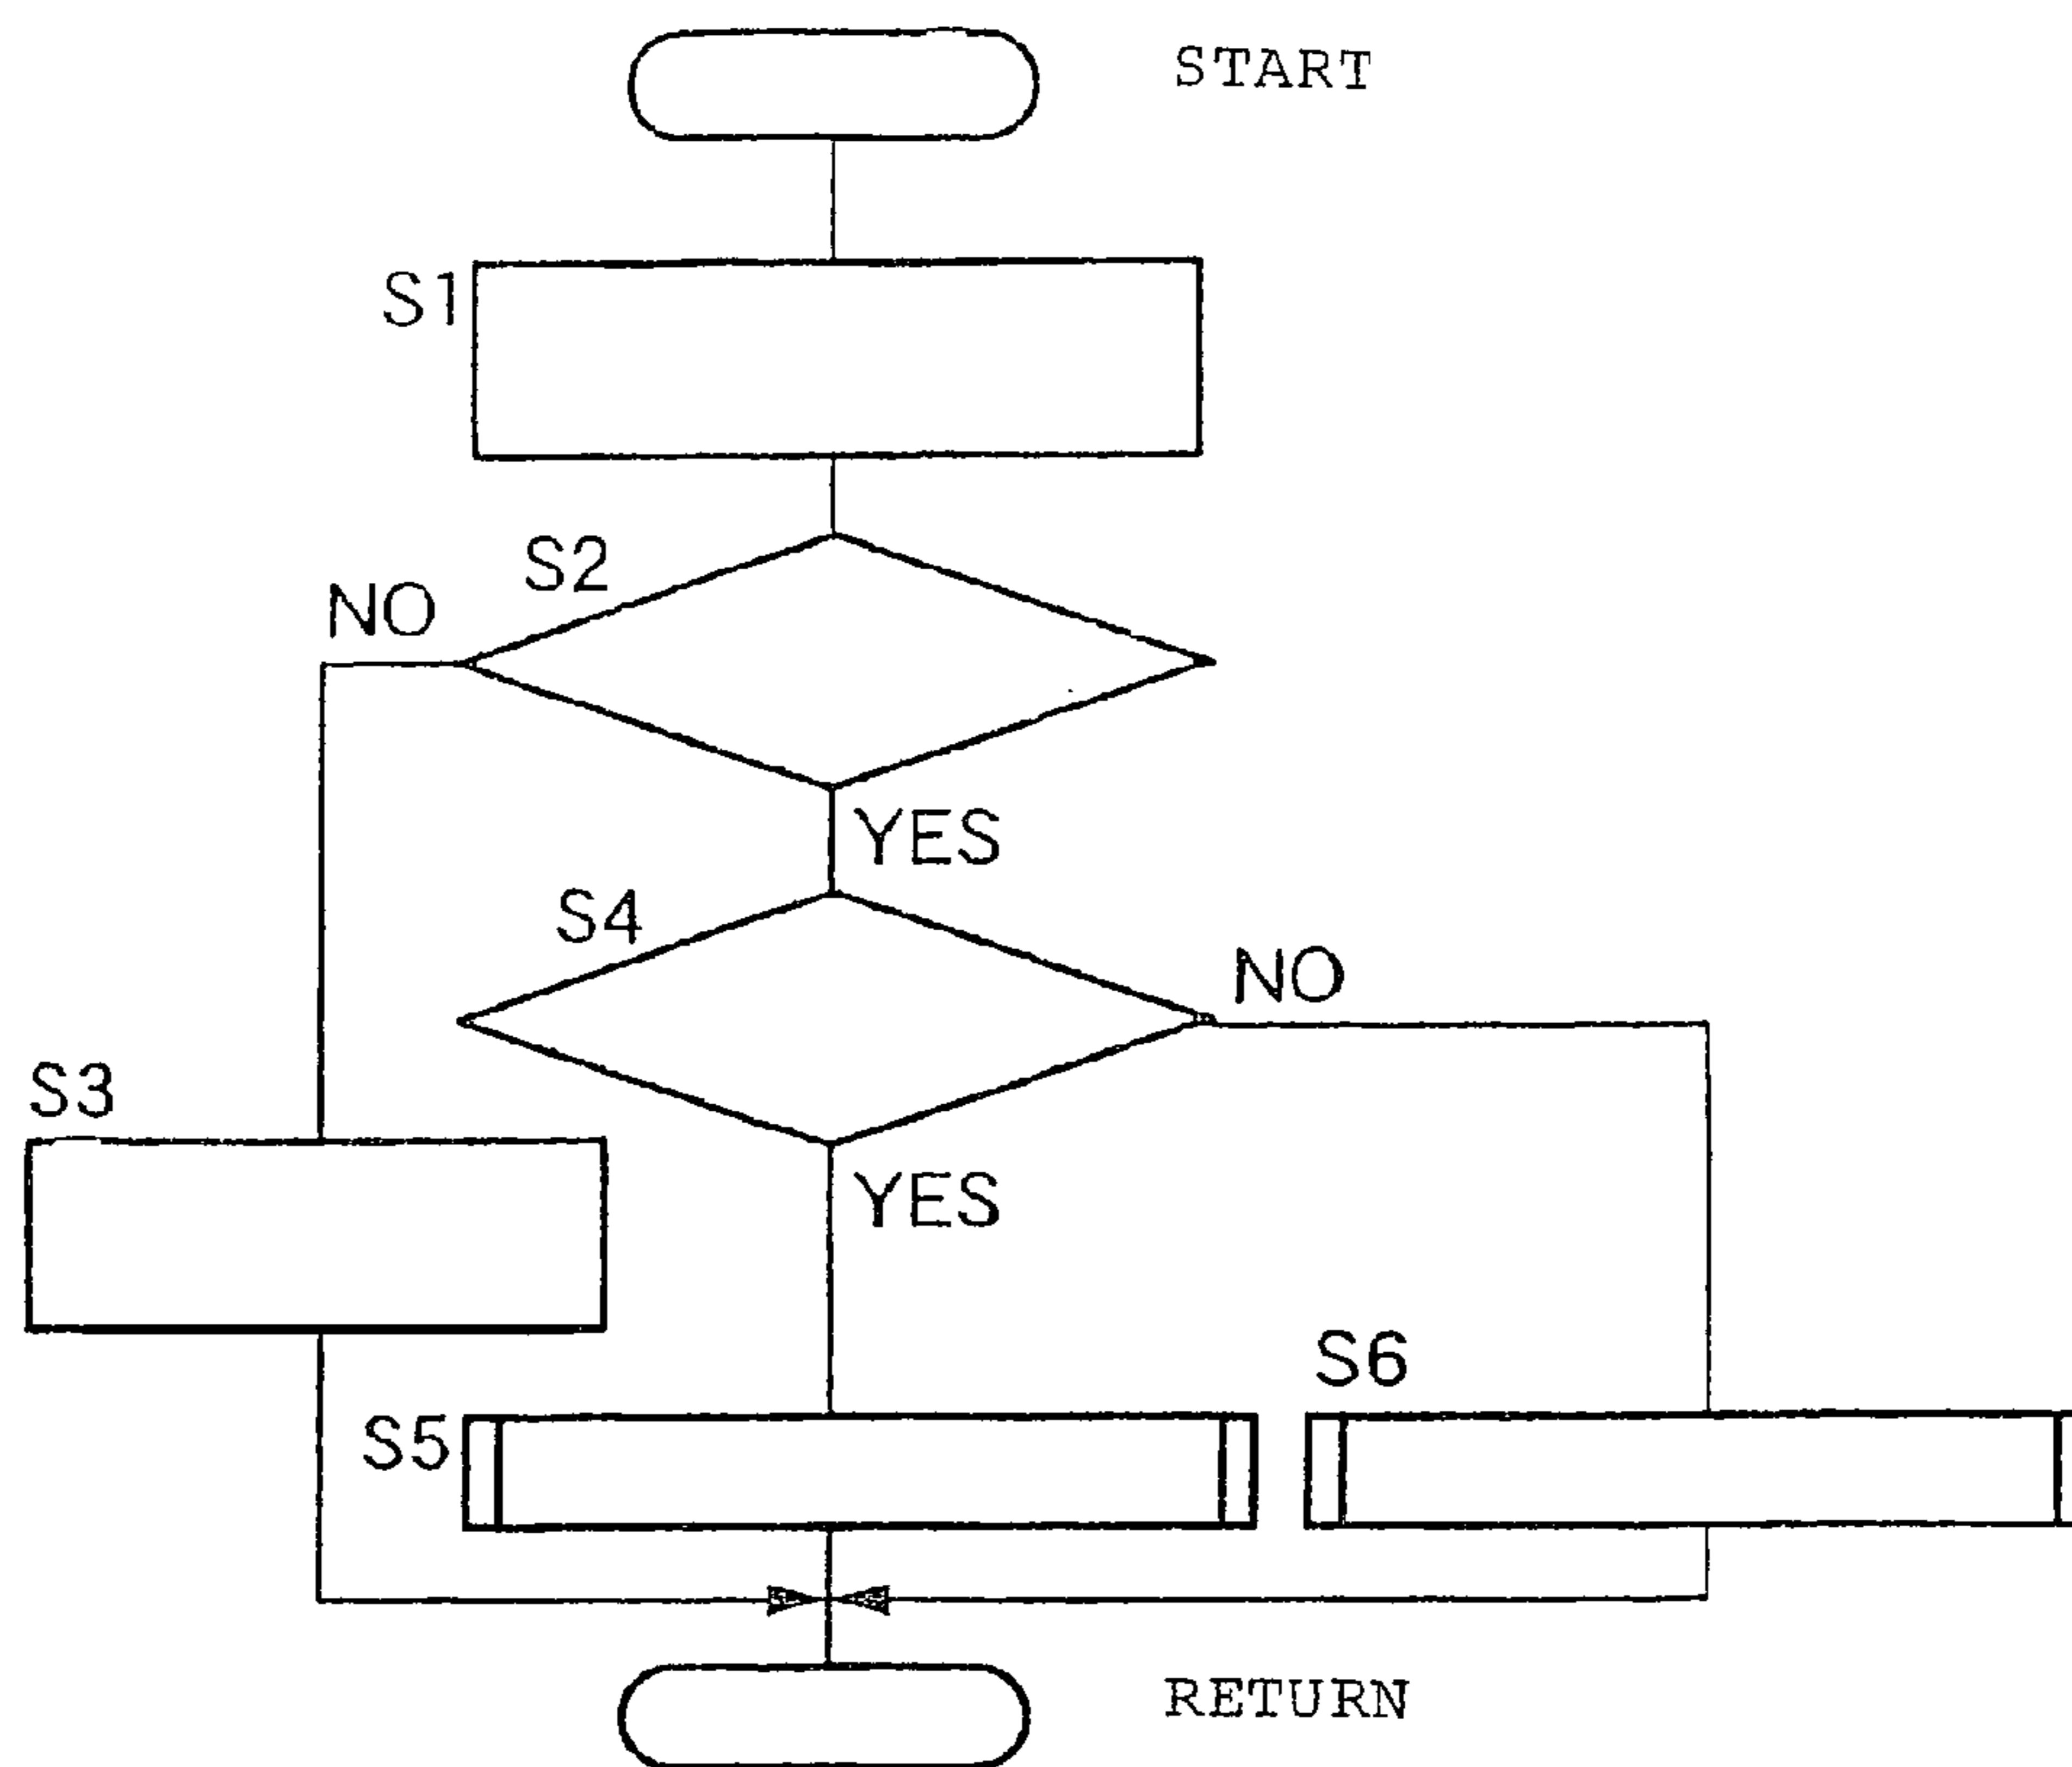 START
S1
S2
NO
YES
S4
NO
S3
YES
S6
S5
RETURN